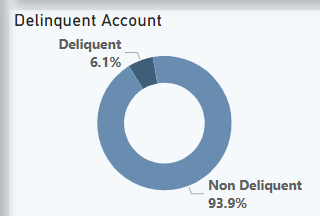 Delinquent Account
Deliquent
6.1%
Non Deliquent
93.9%